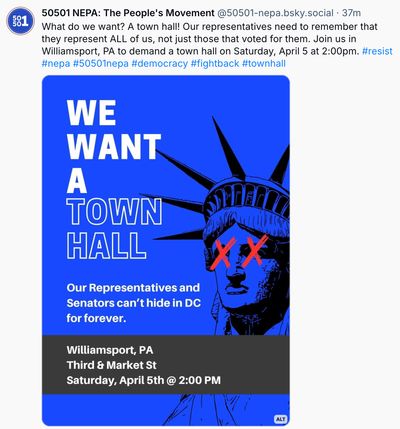 50501 NEPA: The People's Movement @50501-nepa.bsky.social · 37m
What do we want? A town hall! Our representatives need to remember that
they represent ALL of us, not just those that voted for them. Join us in
Williamsport, PA to demand a town hall on Saturday, April 5 at 2:00pm. #resist
#nepa #50501nepa #democracy #fightback #townhall
WE
WANT
A
TOWN
HALL
Our Representatives and
Senators can't hide in DC
for forever.
Williamsport, PA
Third & Market St
Saturday, April 5th @ 2:00 PM
ALT